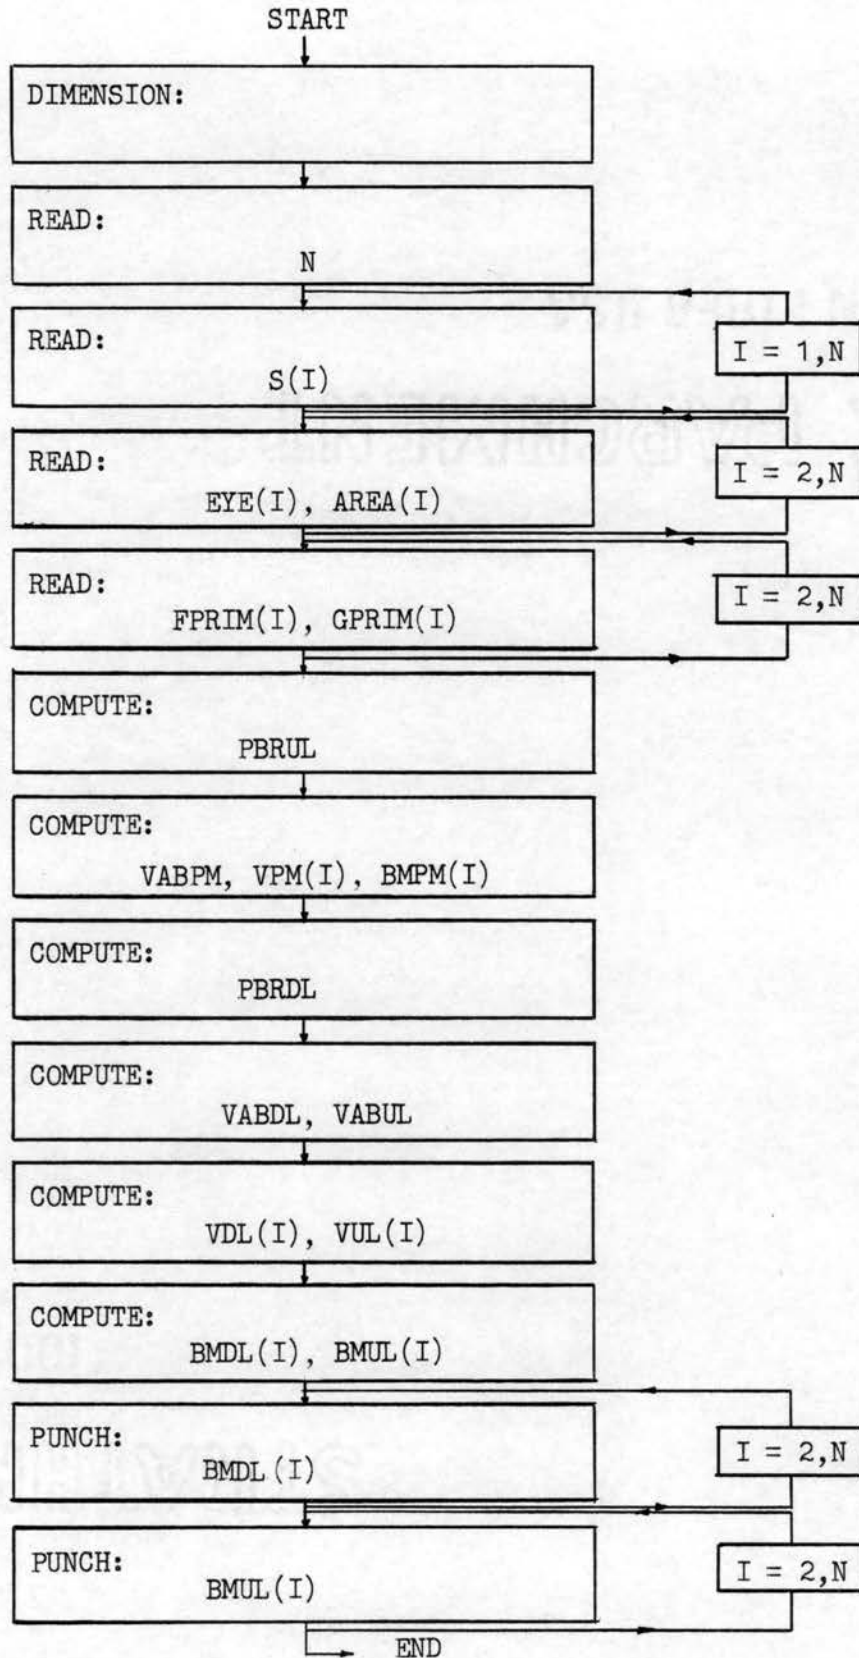 START
DIMENSION:
READ:
N
READ:
S(I)
I = 1,N
READ:
EYE(I), AREA(I)
I = 2,N
READ:
FPRIM(I), GPRIM(I)
I = 2,N
COMPUTE:
PBRUL
COMPUTE:
VABPM, VPM(I), BMPM(I)
COMPUTE:
PBRDL
COMPUTE:
VABDL, VABUL
COMPUTE:
VDL(I), VUL(I)
COMPUTE:
BMDL(I), BMUL(I)
PUNCH:
BMDL(I)
I = 2,N
PUNCH:
BMUL(I)
I = 2,N
END